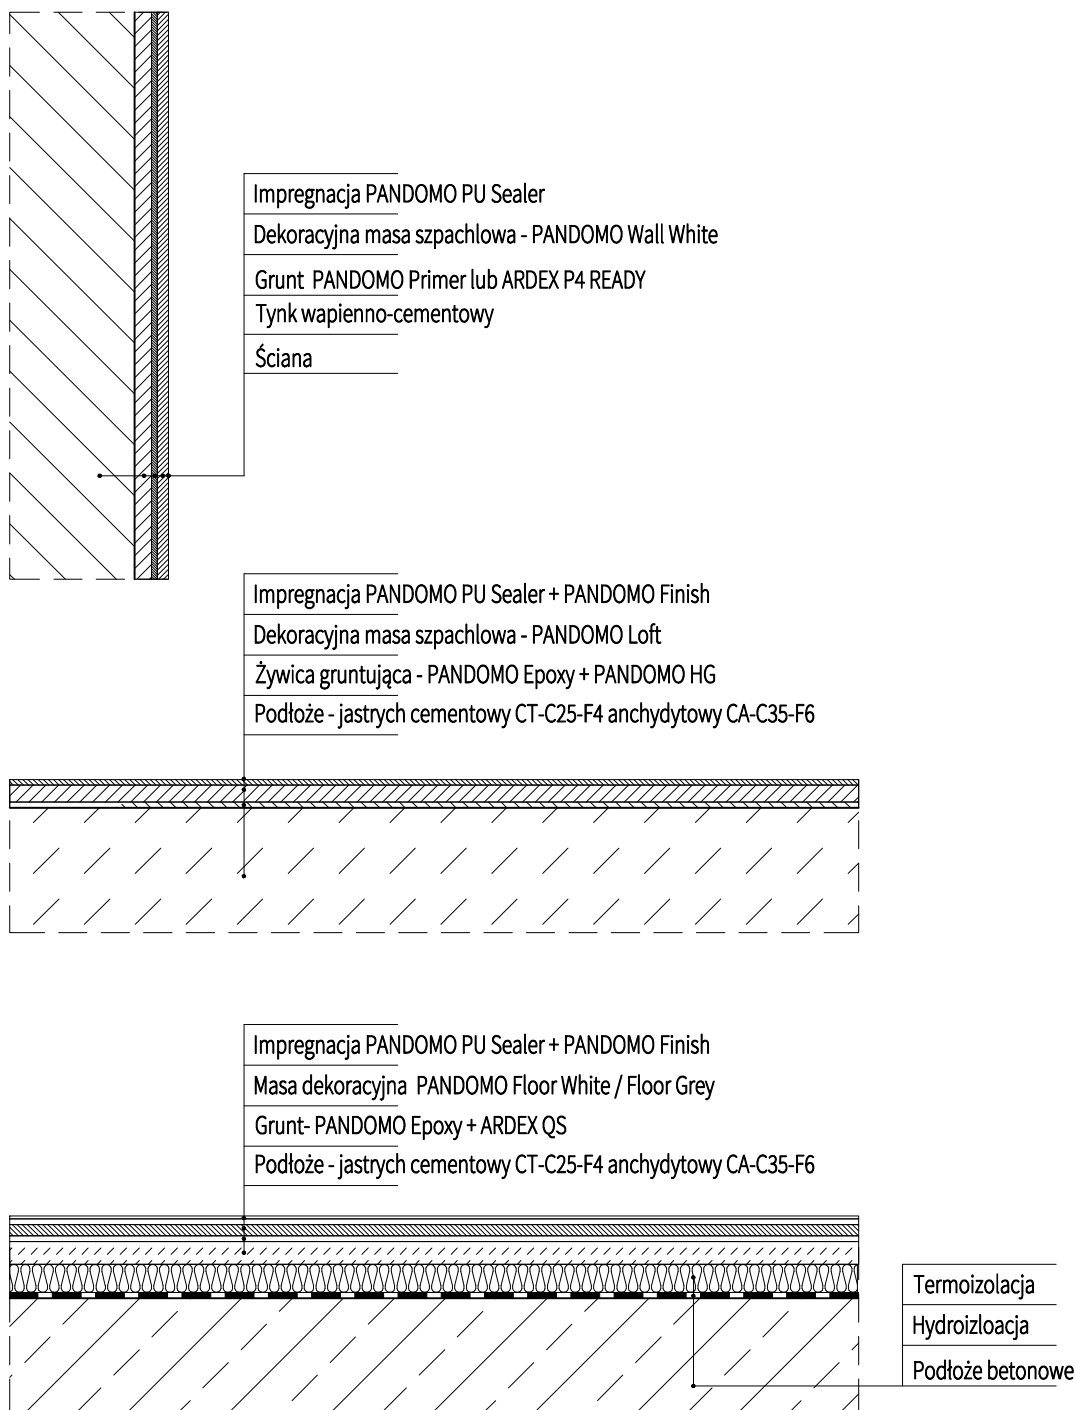 Impregnacja PANDOMO PU Sealer
Dekoracyjna masa szpachlowa - PANDOMO Wall White
Grunt PANDOMO Primer lub ARDEX P4 READY
Tynk wapienno-cementowy
Ściana
Impregnacja PANDOMO PU Sealer + PANDOMO Finish
Dekoracyjna masa szpachlowa - PANDOMO Loft
Żywica gruntująca - PANDOMO Epoxy + PANDOMO HG
Podłoże - jastrych cementowy CT-C25-F4 anchydytowy CA-C35-F6
Impregnacja PANDOMO PU Sealer + PANDOMO Finish
Masa dekoracyjna PANDOMO Floor White / Floor Grey
Grunt- PANDOMO Epoxy + ARDEX QS
Podłoże - jastrych cementowy CT-C25-F4 anchydytowy CA-C35-F6
Termoizolacja
Hydroizloacja
Podłoże betonowe